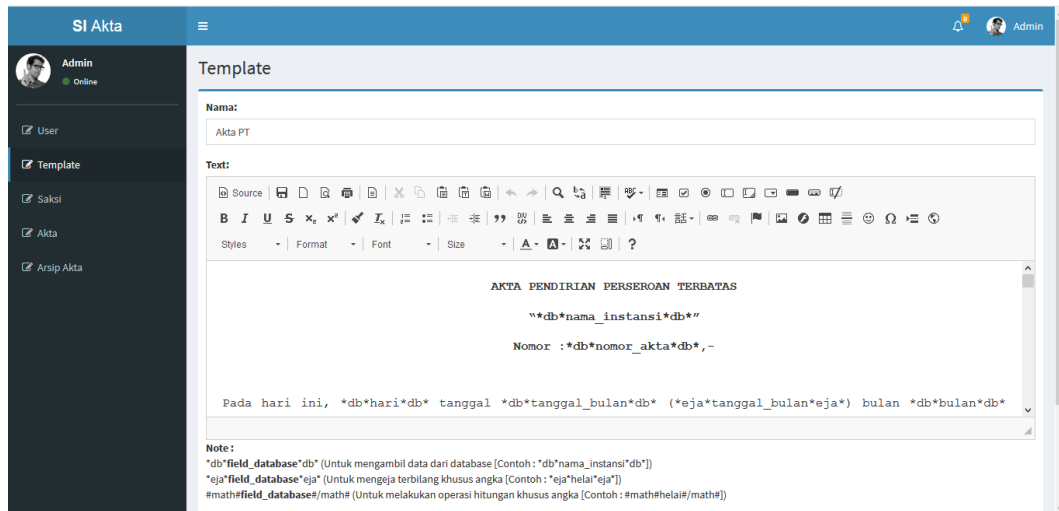 SI Akta
0
Admin
Admin
Online
User
Template
Saksi
Akta
Arsip Akta
Template
Nama:
Akta PT
Text:
Source
B I U S x₂ x² Iₓ
Styles Format Font Size A A ?
AKTA PENDIRIAN PERSEROAN TERBATAS
“*db*nama_instansi*db*”
Nomor :*db*nomor_akta*db*,-
Pada hari ini, *db*hari*db* tanggal *db*tanggal_bulan*db* (*eja*tanggal_bulan*eja*) bulan *db*bulan*db*
Note :
*db*field_database*db* (Untuk mengambil data dari database [Contoh : *db*nama_instansi*db*])
*eja*field_database*eja* (Untuk mengeja terbilang khusus angka [Contoh : *eja*helai*eja*])
#math#field_database#/math# (Untuk melakukan operasi hitungan khusus angka [Contoh : #math#helai#/math#])